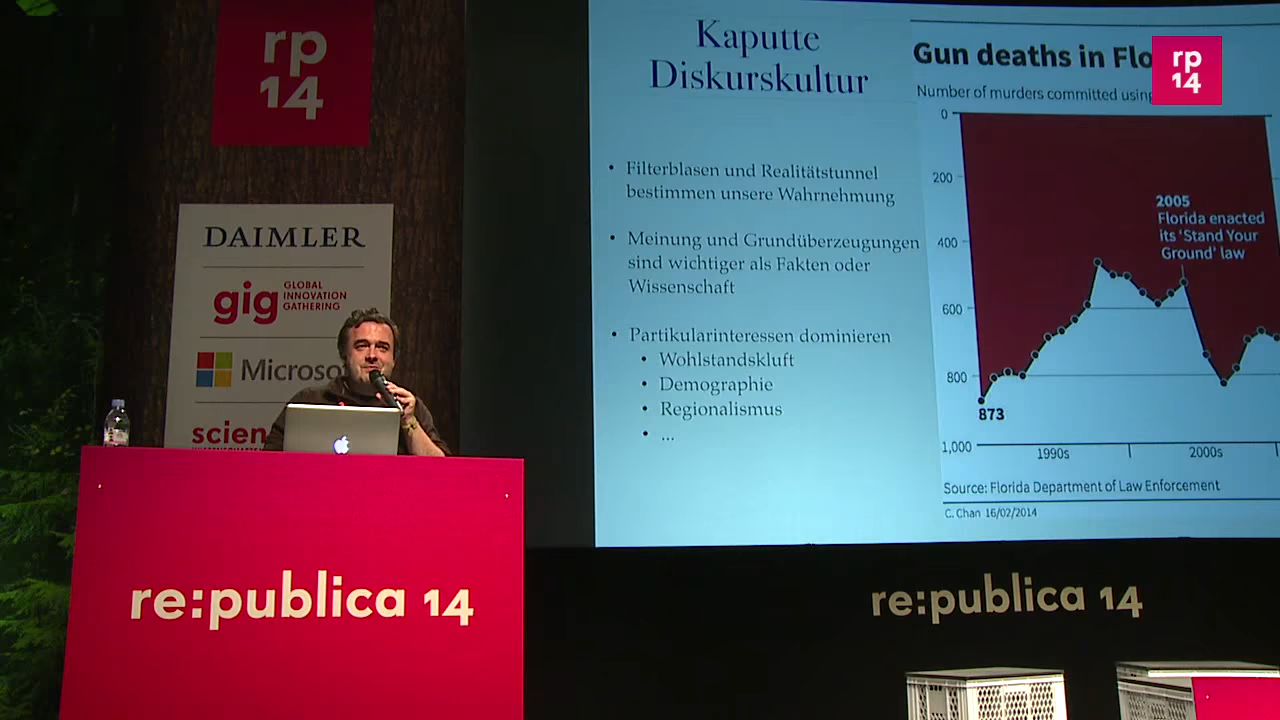 rp
14
DAIMLER
gig GLOBAL
INNOVATION
GATHERING
Microso
scien
re:publica 14
Kaputte
Diskurskultur
• Filterblasen und Realitätstunnel
bestimmen unsere Wahrnehmung
• Meinung und Grundüberzeugungen
sind wichtiger als Fakten oder
Wissenschaft
• Partikularinteressen dominieren
• Wohlstandskluft
• Demographie
• Regionalismus
• ...
Gun deaths in Flo
Number of murders committed using
0
200
400
600
800
1,000
2005
Florida enacted
its 'Stand Your
Ground' law
873
1990s
2000s
Source: Florida Department of Law Enforcement
C. Chan 16/02/2014
rp
14
re:publica 14